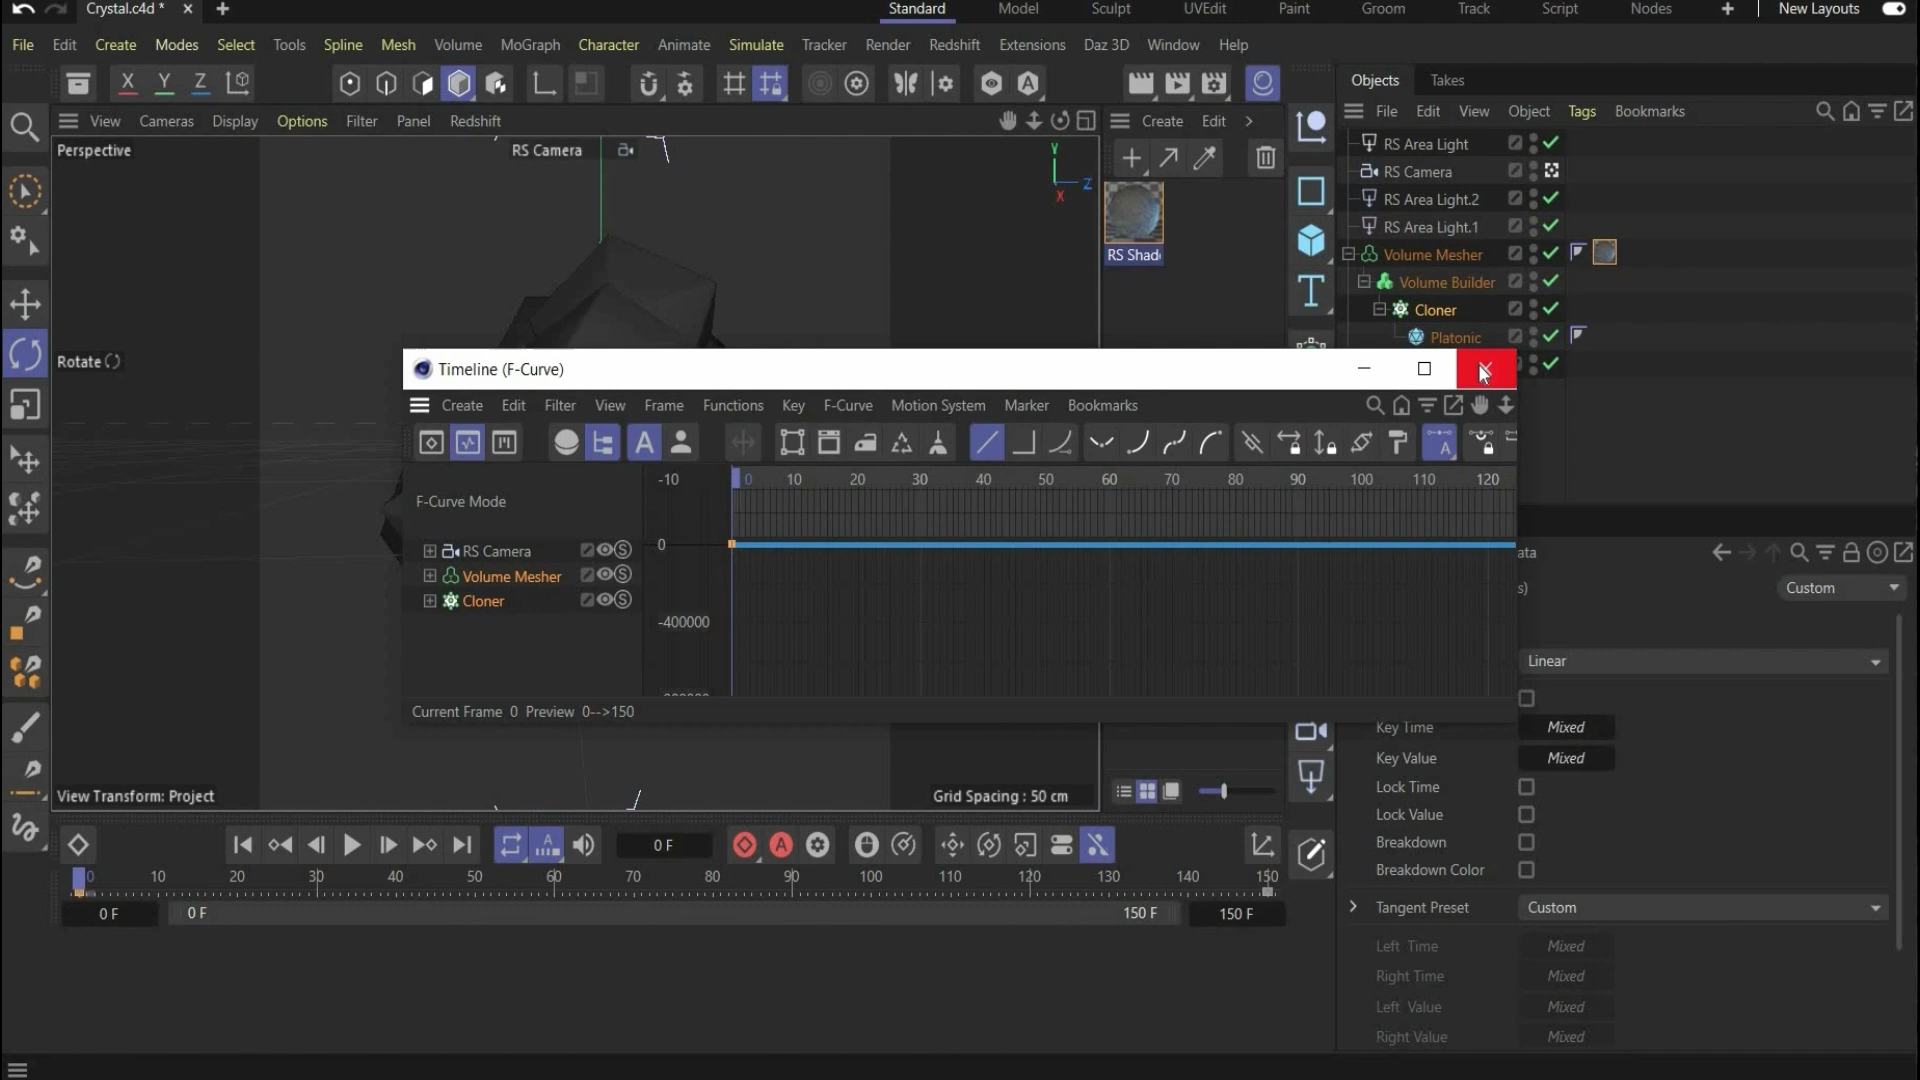 Crystal.c4d *
Standard Model Sculpt UVEdit Paint Groom Track Script Nodes New Layouts
File Edit Create Modes Select Tools Spline Mesh Volume MoGraph Character Animate Simulate Tracker Render Redshift Extensions Daz 3D Window Help
X Y Z
Objects Takes
File Edit View Object Tags Bookmarks
View Cameras Display Options Filter Panel Redshift
Create Edit
Perspective
RS Camera
Y
Z
X
RS Shad
RS Area Light
RS Camera
RS Area Light.2
RS Area Light.1
Volume Mesher
Volume Builder
Cloner
Platonic
Rotate
Timeline (F-Curve)
Create Edit Filter View Frame Functions Key F-Curve Motion System Marker Bookmarks
F-Curve Mode
-10 0 10 20 30 40 50 60 70 80 90 100 110 120
0
-400000
RS Camera
Volume Mesher
Cloner
Current Frame 0 Preview 0-->150
ata
s)
Custom
Linear
Key Time Mixed
Key Value Mixed
Lock Time
Lock Value
Breakdown
Breakdown Color
Tangent Preset Custom
Left Time Mixed
Right Time Mixed
Left Value Mixed
Right Value Mixed
View Transform: Project
Grid Spacing : 50 cm
0 F
0 10 20 30 40 50 60 70 80 90 100 110 120 130 140 150
0 F 0 F 150 F 150 F